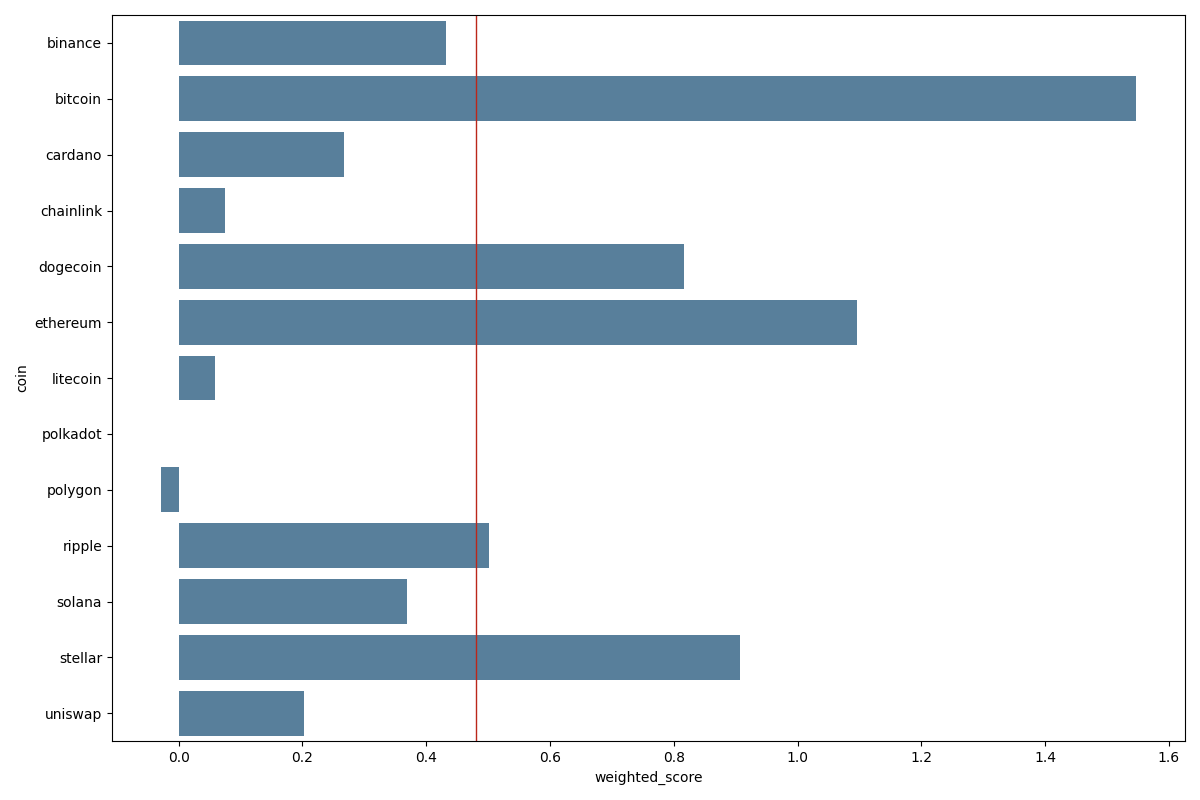 binance
bitcoin
cardano
chainlink
dogecoin
ethereum
litecoin
polkadot
polygon
ripple
solana
stellar
uniswap
coin
0.0 0.2 0.4 0.6 0.8 1.0 1.2 1.4 1.6
weighted_score